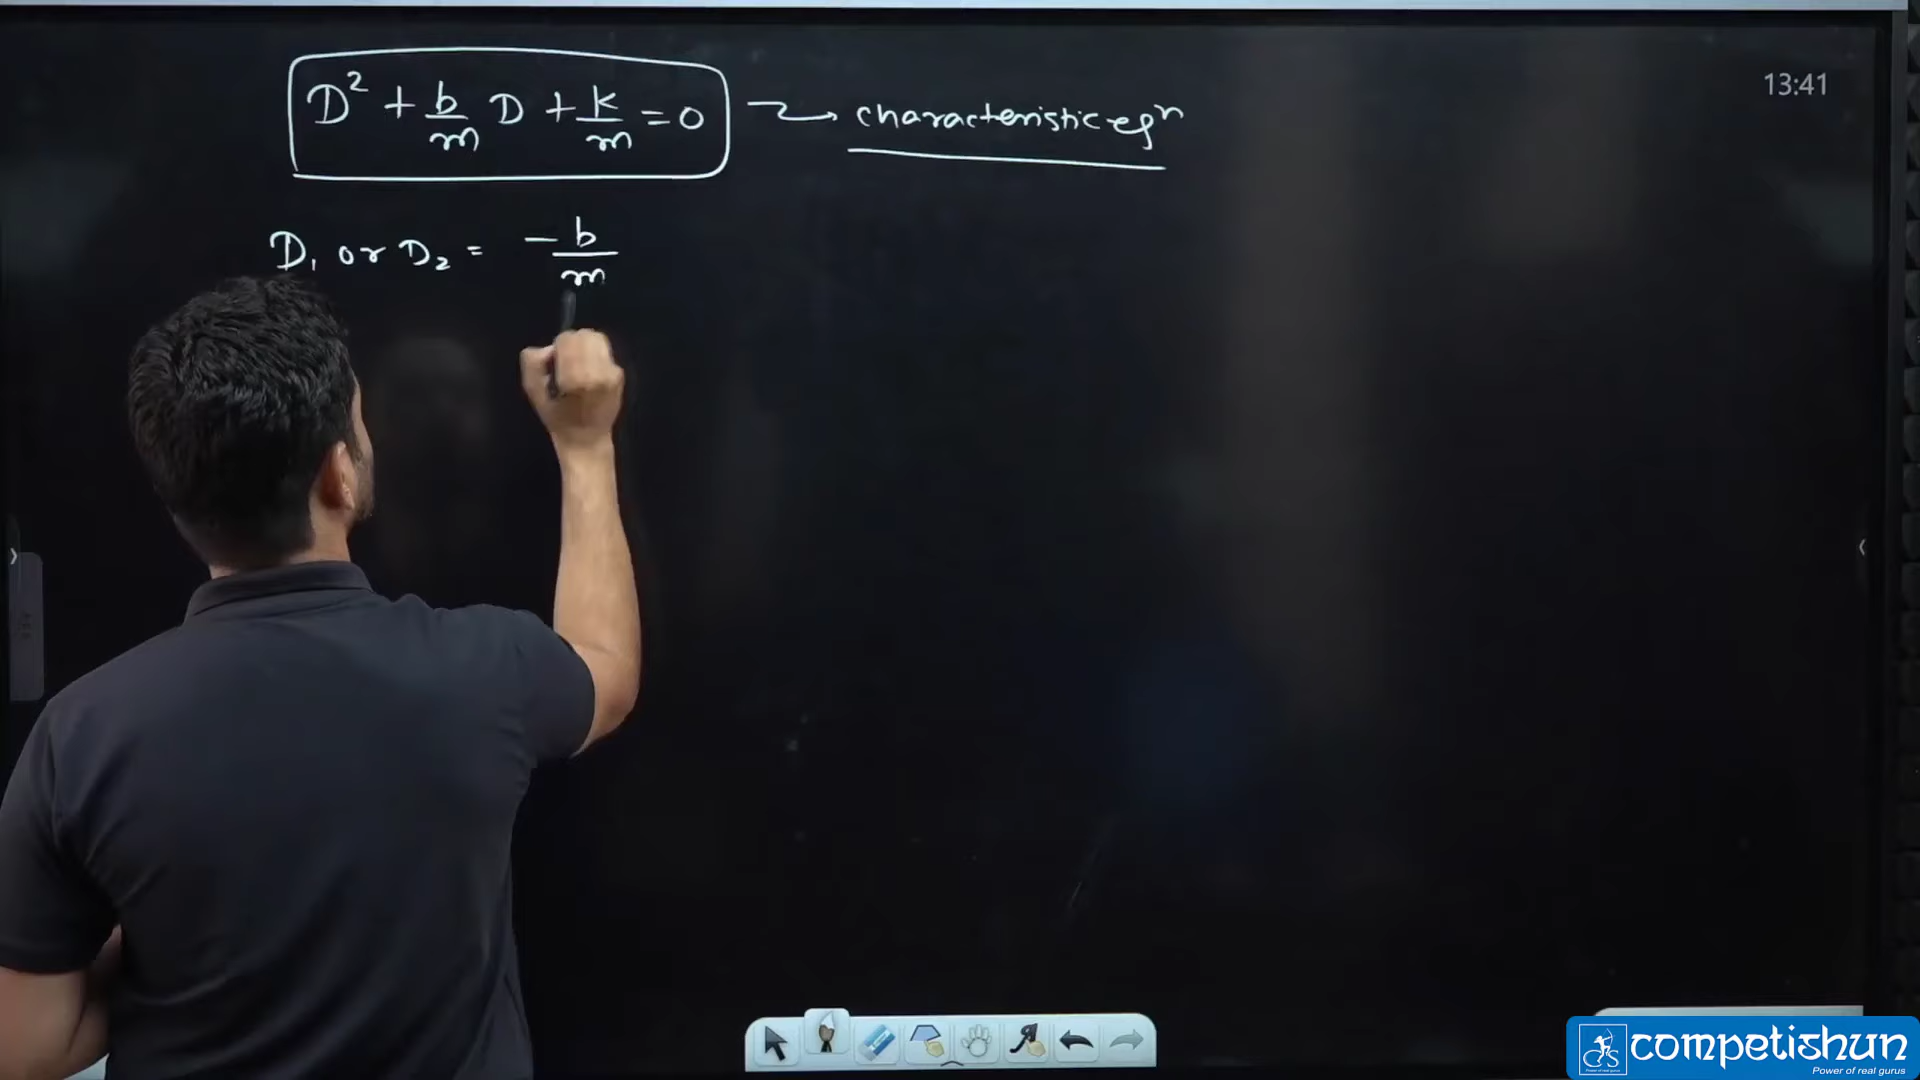 D² + b/m D + k/m = 0 → characteristic eqⁿ
13:41
D₁ or D₂ = - b/m
competishun
Power of real gurus